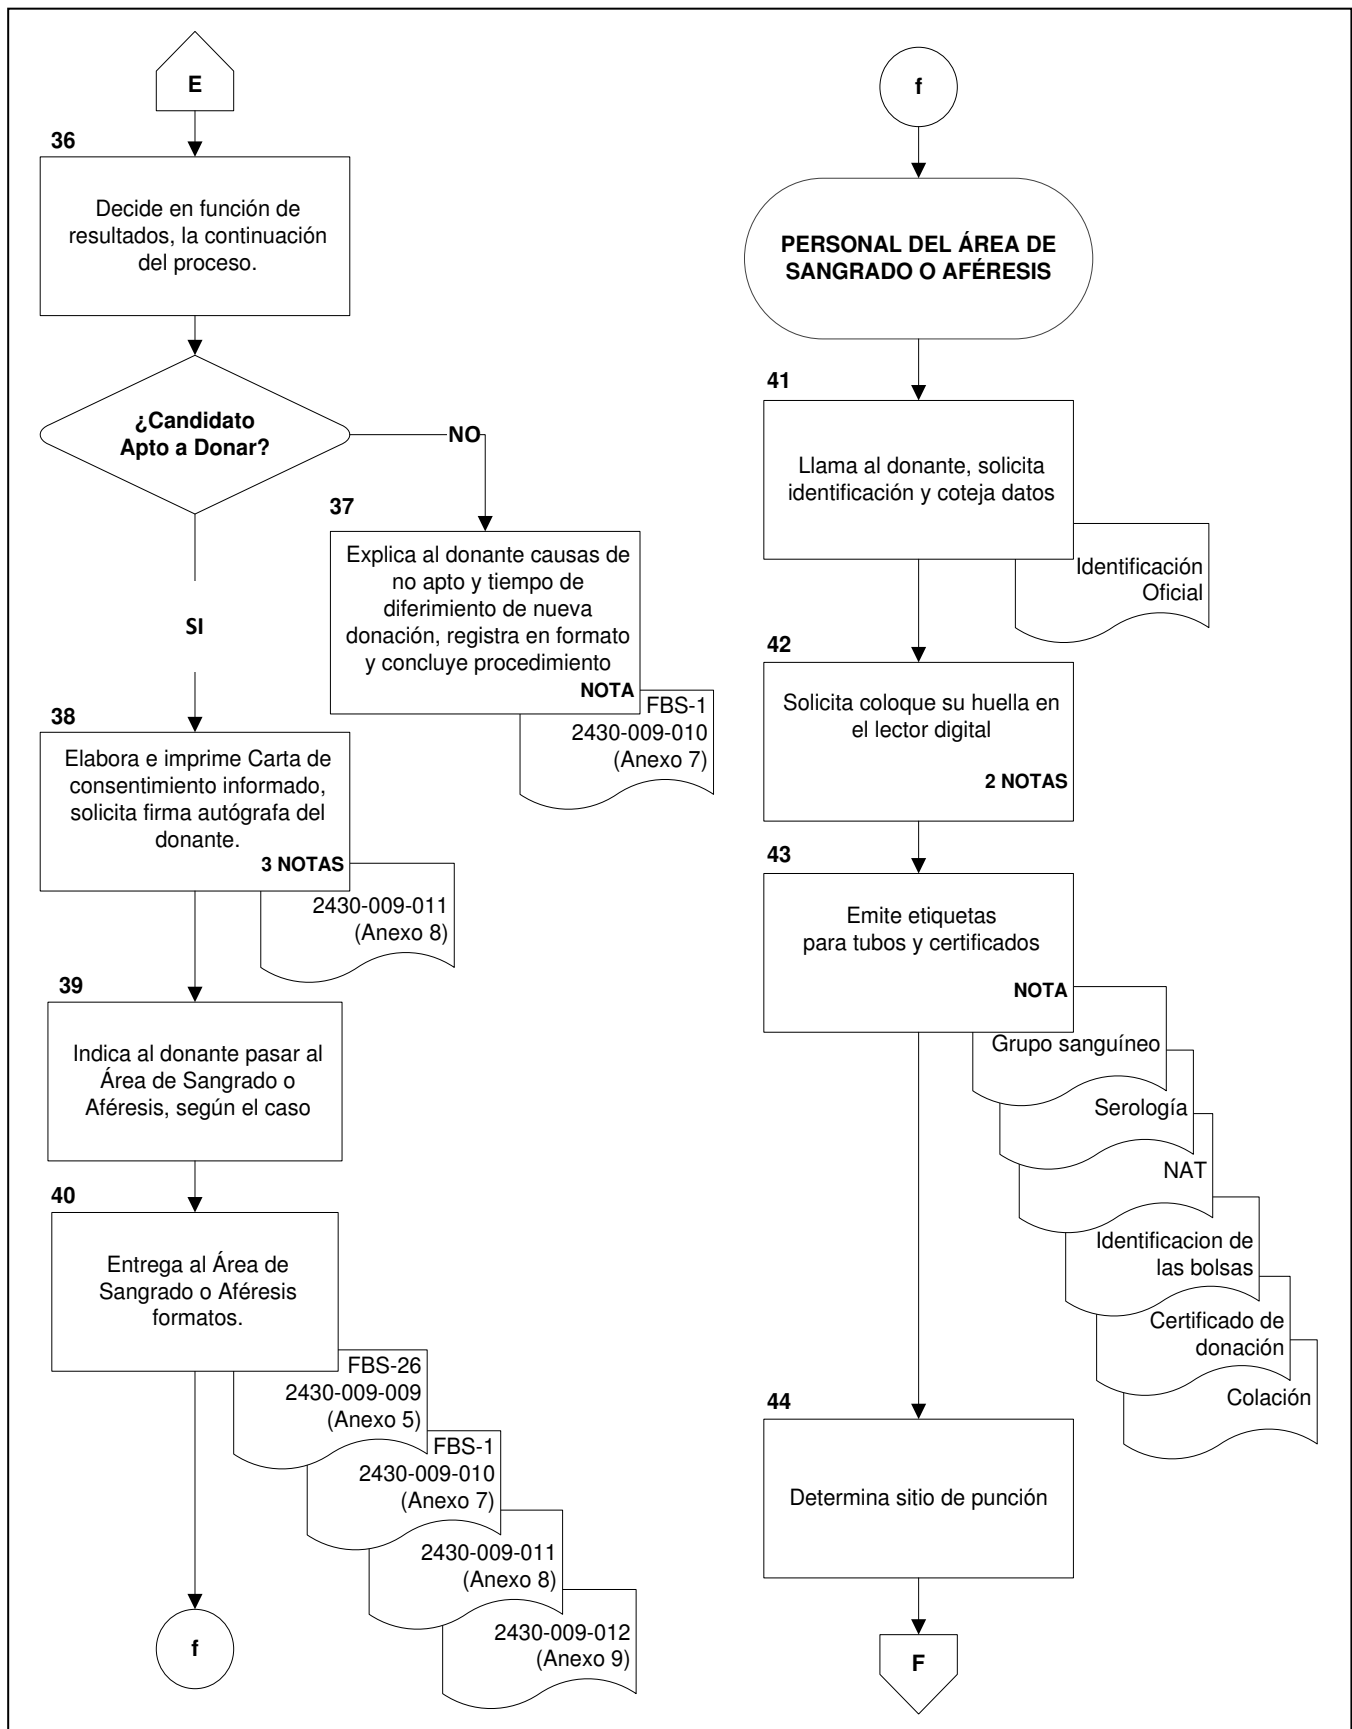 E
36
Decide en función de
resultados, la continuación
del proceso.
¿Candidato
Apto a Donar?
NO
37
Explica al donante causas de
no apto y tiempo de
diferimiento de nueva
donación, registra en formato
y concluye procedimiento
NOTA
FBS-1
2430-009-010
(Anexo 7)
SI
38
Elabora e imprime Carta de
consentimiento informado,
solicita firma autógrafa del
donante.
3 NOTAS
2430-009-011
(Anexo 8)
39
Indica al donante pasar al
Área de Sangrado o
Aféresis, según el caso
40
Entrega al Área de
Sangrado o Aféresis
formatos.
FBS-26
2430-009-009
(Anexo 5)
FBS-1
2430-009-010
(Anexo 7)
2430-009-011
(Anexo 8)
2430-009-012
(Anexo 9)
f
f
PERSONAL DEL ÁREA DE
SANGRADO O AFÉRESIS
41
Llama al donante, solicita
identificación y coteja datos
Identificación
Oficial
42
Solicita coloque su huella en
el lector digital
2 NOTAS
43
Emite etiquetas
para tubos y certificados
NOTA
Grupo sanguíneo
Serología
NAT
Identificacion de
las bolsas
Certificado de
donación
Colación
44
Determina sitio de punción
F